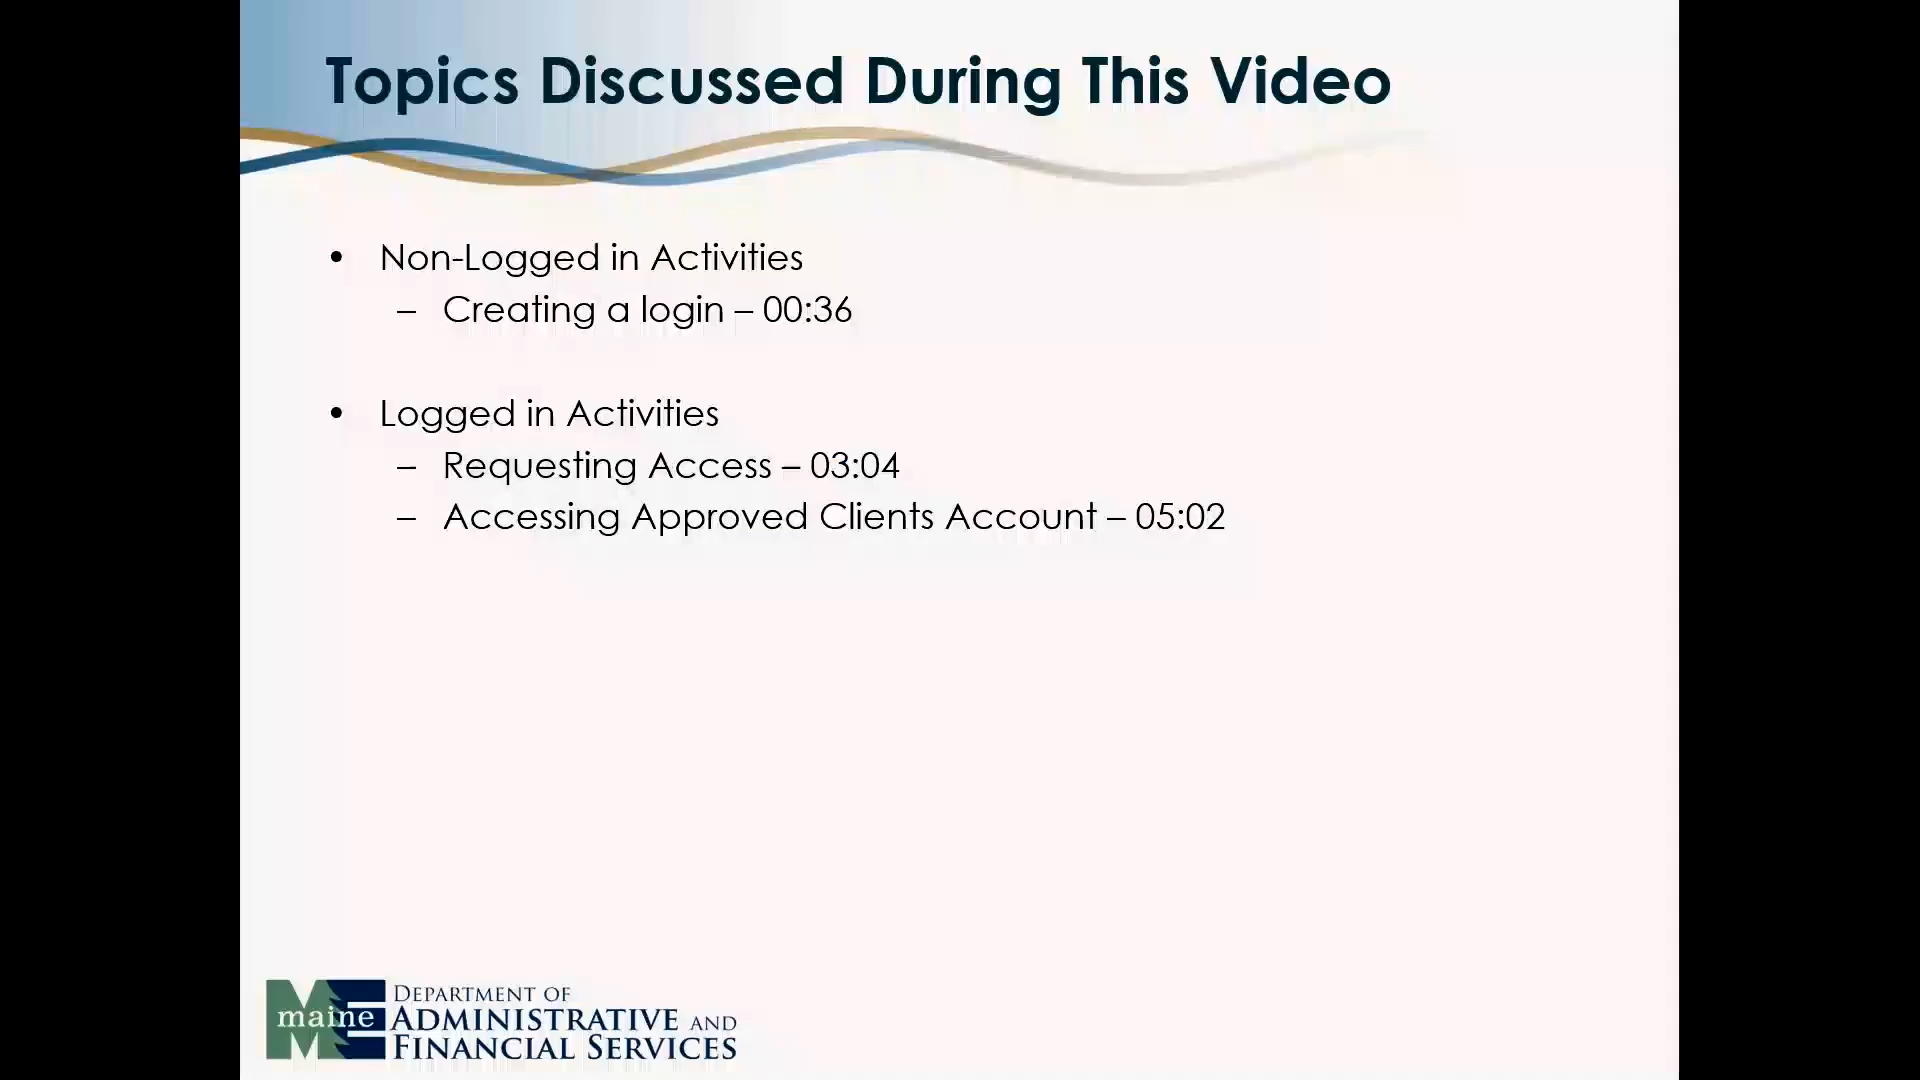 Topics Discussed During This Video
• Non-Logged in Activities
– Creating a login – 00:36
• Logged in Activities
– Requesting Access – 03:04
– Accessing Approved Clients Account – 05:02
maine
DEPARTMENT OF
ADMINISTRATIVE AND
FINANCIAL SERVICES